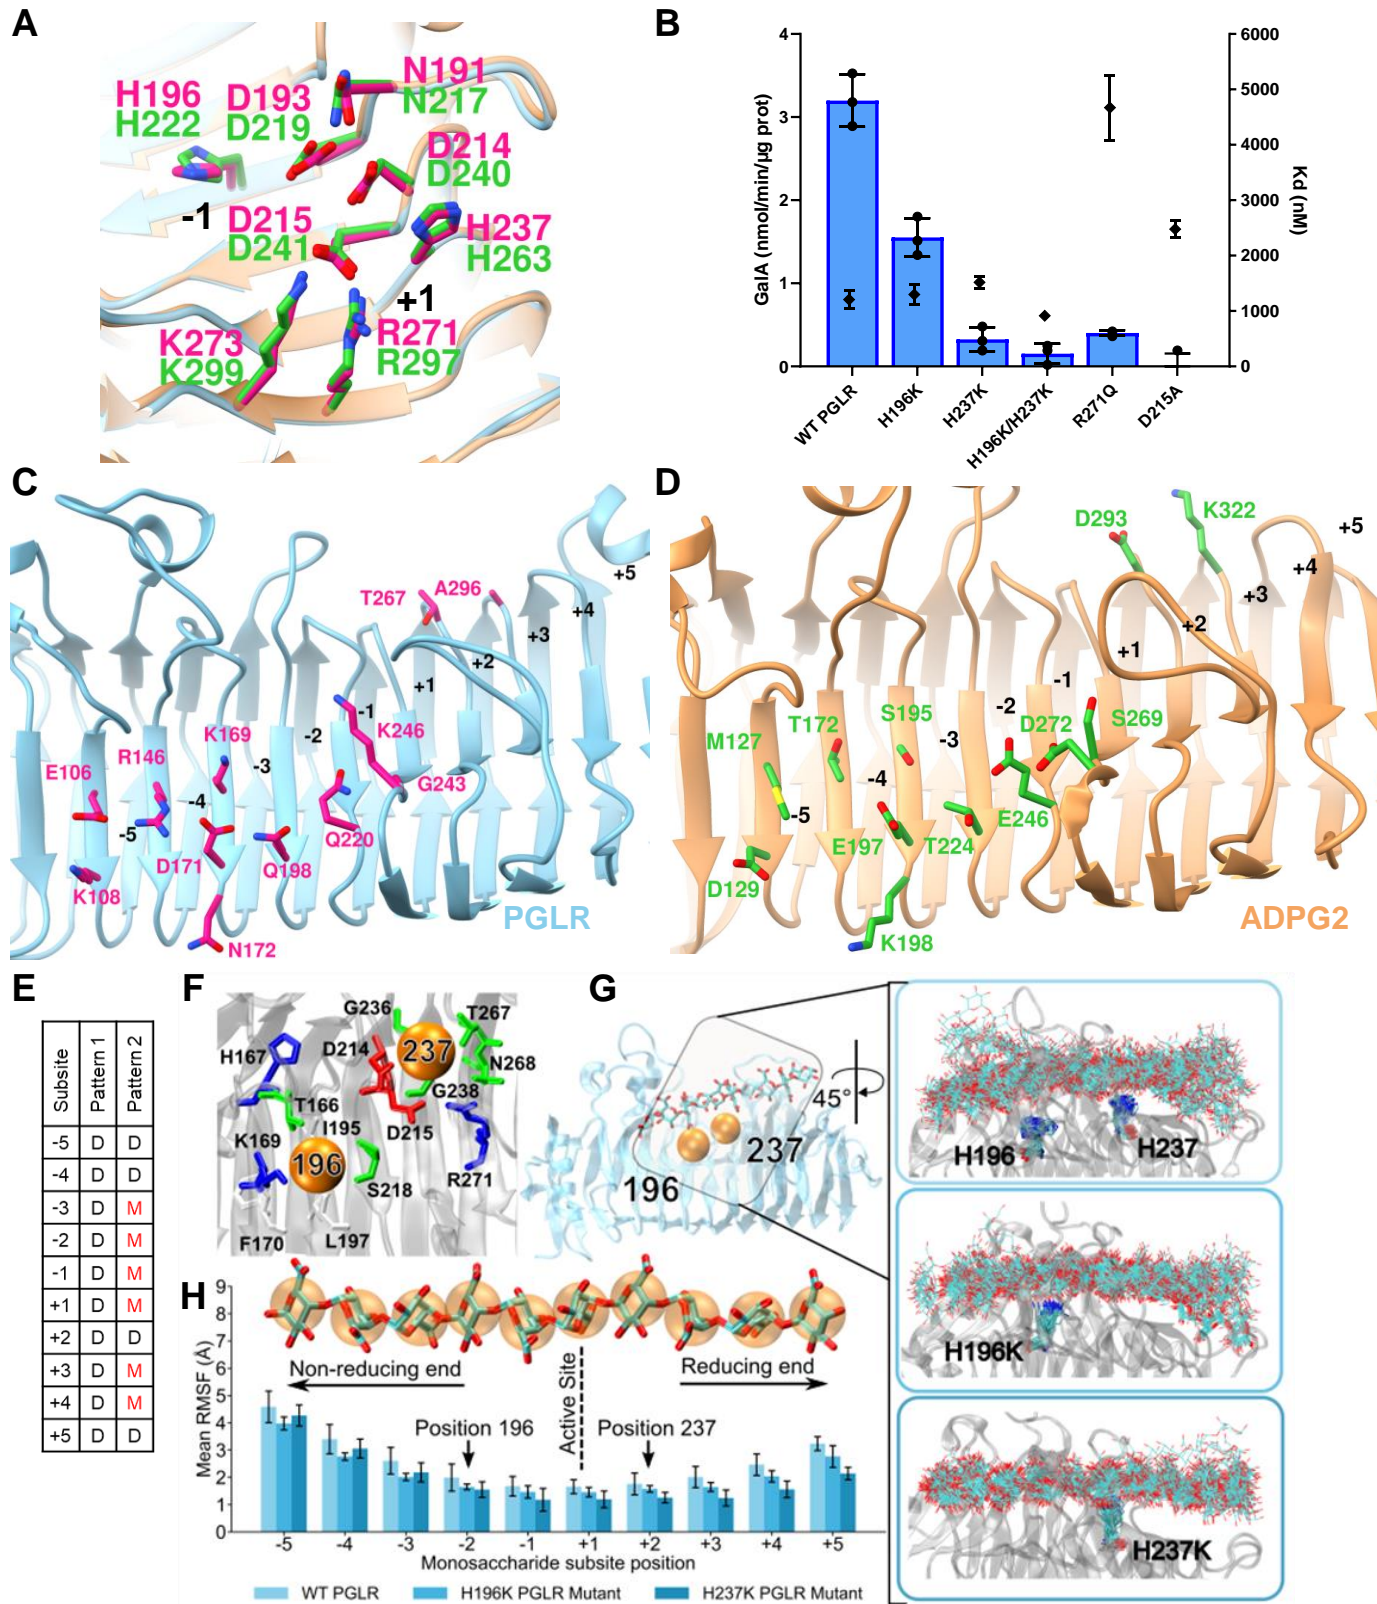 A
H196
H222
D193
D219
N191
N217
D214
D240
-1
D215
D241
H237
H263
+1
K273
K299
R271
R297
B
4
3
2
1
0
GalA (nmol/min/µg prot)
6000
5000
4000
3000
2000
1000
0
Kd (nM)
WT PGLR
H196K
H237K
H196K/H237K
R271Q
D215A
C
T267
A296
+5
+4
+3
+2
+1
-1
-2
-3
-4
-5
K246
G243
K169
R146
E106
Q220
Q198
D171
K108
N172
PGLR
D
D293
K322
+5
+4
+3
+2
+1
-1
-2
-3
-4
-5
S195
T172
M127
D272
S269
E246
T224
E197
D129
K198
ADPG2
E
Subsite Pattern 1 Pattern 2
-5 D D
-4 D D
-3 D M
-2 D M
-1 D M
+1 D M
+2 D D
+3 D M
+4 D M
+5 D D
F
G236
T267
H167
D214
237
N268
G238
T166
I195
D215
K169
196
S218
R271
F170
L197
G
45°
237
196
H196
H237
H196K
H237K
H
9
8
7
6
5
4
3
2
1
0
Mean RMSF (Å)
Non-reducing end
Active Site
Reducing end
Position 196
Position 237
-5 -4 -3 -2 -1 +1 +2 +3 +4 +5
Monosaccharide subsite position
WT PGLR H196K PGLR Mutant H237K PGLR Mutant